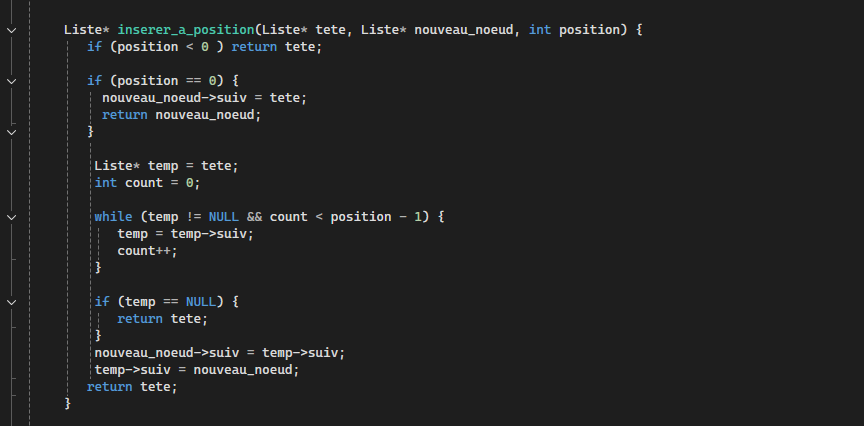 Liste* inserer_a_position(Liste* tete, Liste* nouveau_noeud, int position) {
if (position < 0 ) return tete;
if (position == 0) {
nouveau_noeud->suiv = tete;
return nouveau_noeud;
}
Liste* temp = tete;
int count = 0;
while (temp != NULL && count < position - 1) {
temp = temp->suiv;
count++;
}
if (temp == NULL) {
return tete;
}
nouveau_noeud->suiv = temp->suiv;
temp->suiv = nouveau_noeud;
return tete;
}